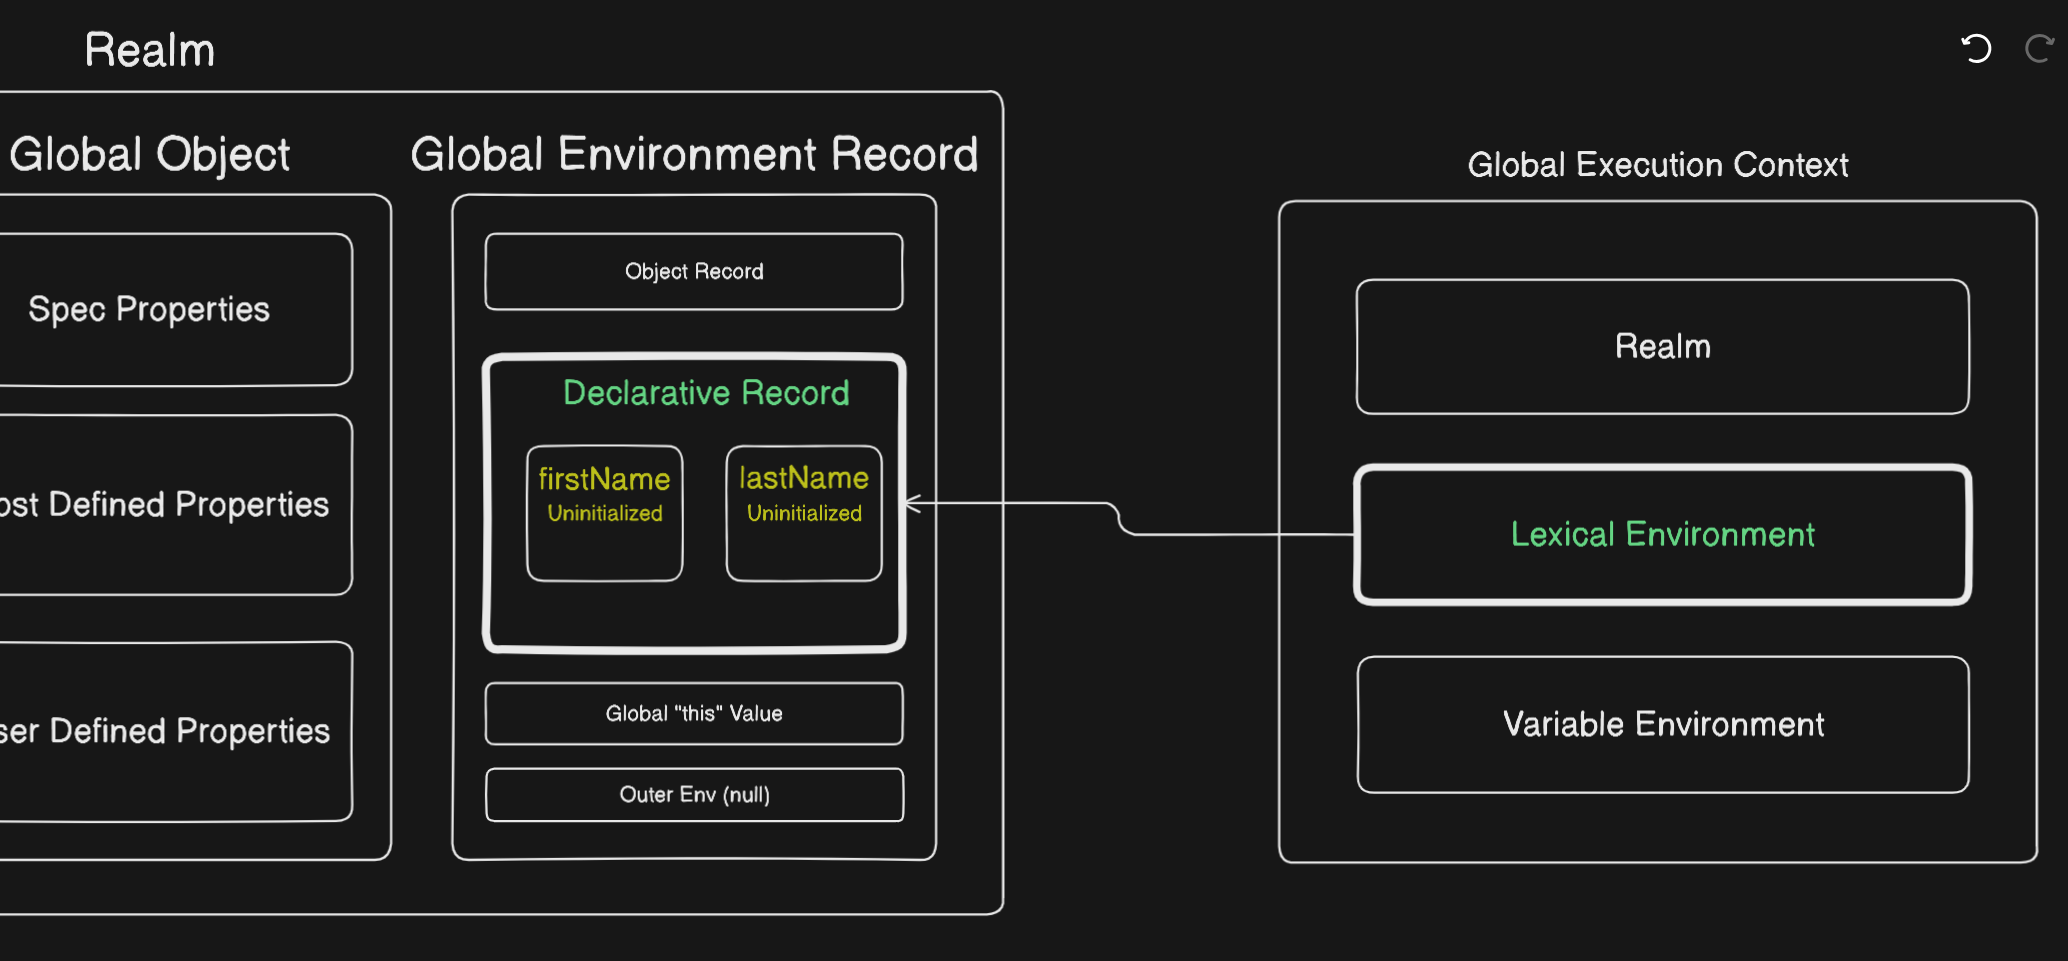 Realm
Global Object
Spec Properties
ost Defined Properties
ser Defined Properties
Global Environment Record
Object Record
Declarative Record
firstName
Uninitialized
lastName
Uninitialized
Global "this" Value
Outer Env (null)
Global Execution Context
Realm
Lexical Environment
Variable Environment